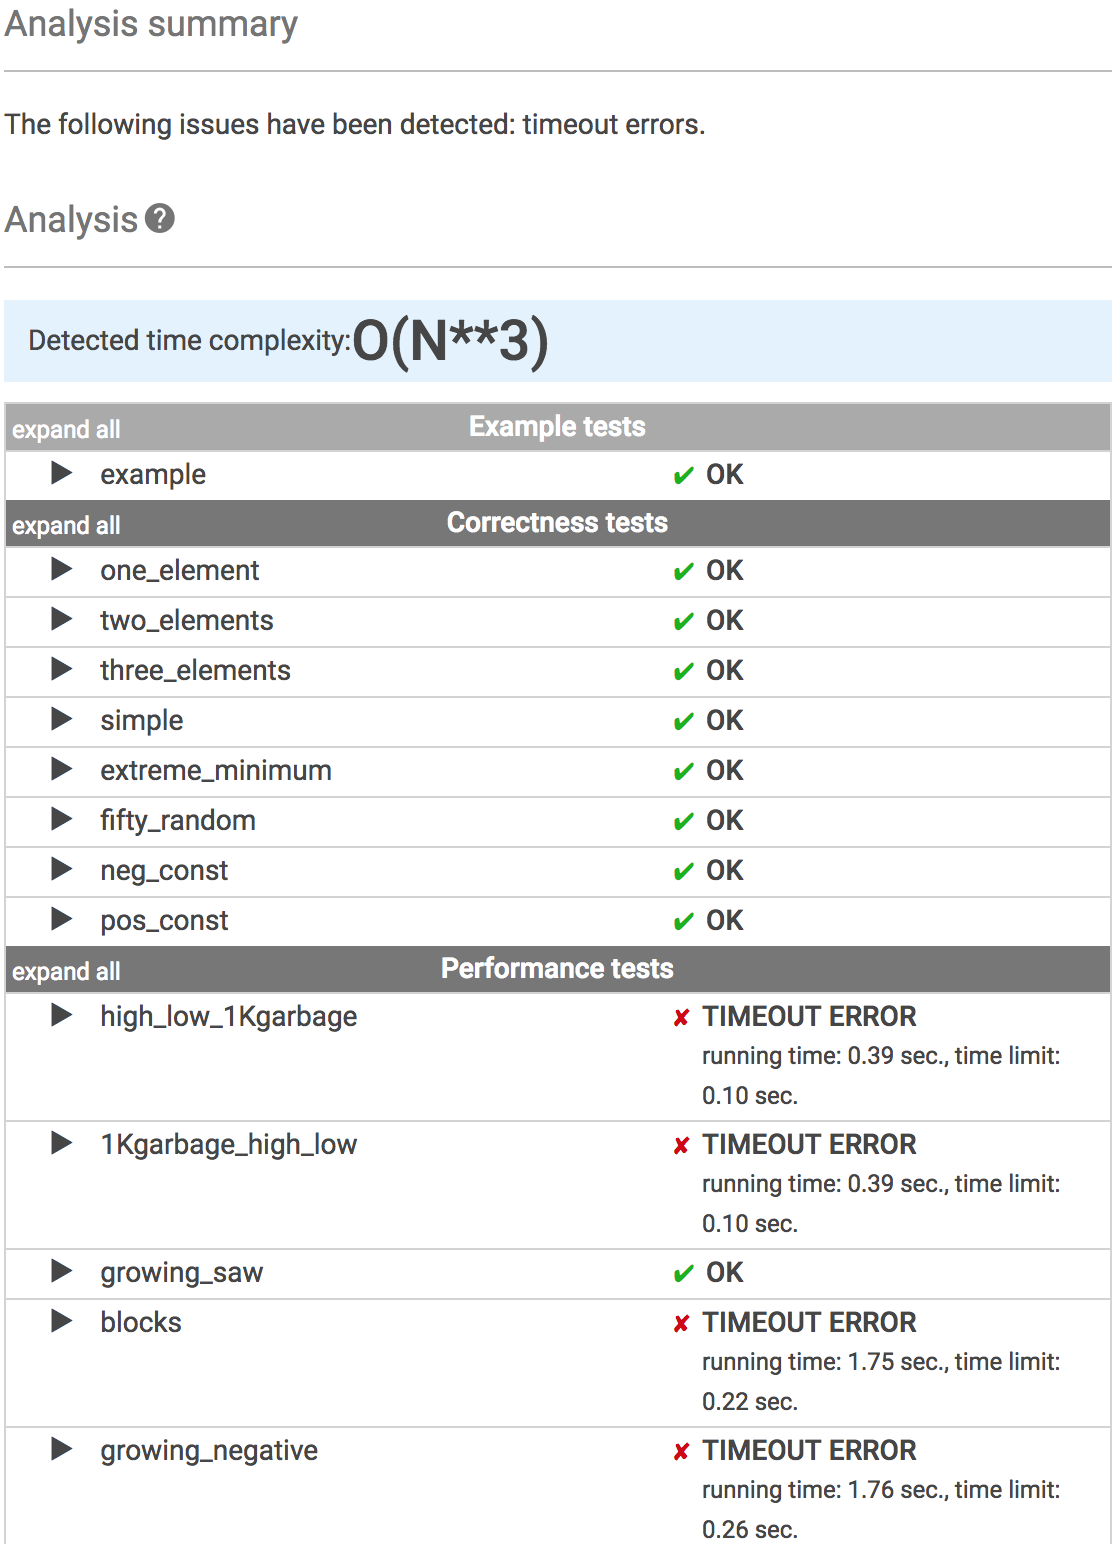 Analysis summary
The following issues have been detected: timeout errors.
Analysis ?
Detected time complexity: O(N**3)
expand all Example tests
▶ example ✔ OK
expand all Correctness tests
▶ one_element ✔ OK
▶ two_elements ✔ OK
▶ three_elements ✔ OK
▶ simple ✔ OK
▶ extreme_minimum ✔ OK
▶ fifty_random ✔ OK
▶ neg_const ✔ OK
▶ pos_const ✔ OK
expand all Performance tests
▶ high_low_1Kgarbage ✘ TIMEOUT ERROR
running time: 0.39 sec., time limit:
0.10 sec.
▶ 1Kgarbage_high_low ✘ TIMEOUT ERROR
running time: 0.39 sec., time limit:
0.10 sec.
▶ growing_saw ✔ OK
▶ blocks ✘ TIMEOUT ERROR
running time: 1.75 sec., time limit:
0.22 sec.
▶ growing_negative ✘ TIMEOUT ERROR
running time: 1.76 sec., time limit:
0.26 sec.